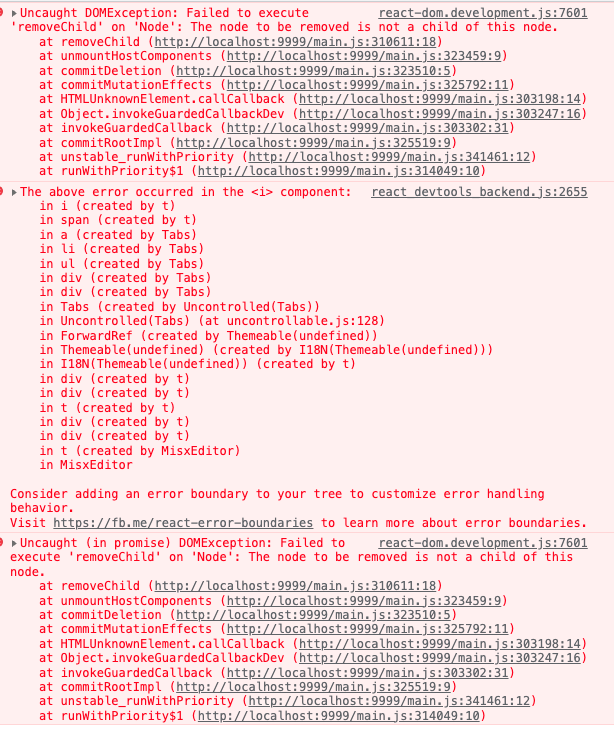 ▸Uncaught DOMException: Failed to execute react-dom.development.js:7601
'removeChild' on 'Node': The node to be removed is not a child of this node.
at removeChild (http://localhost:9999/main.js:310611:18)
at unmountHostComponents (http://localhost:9999/main.js:323459:9)
at commitDeletion (http://localhost:9999/main.js:323510:5)
at commitMutationEffects (http://localhost:9999/main.js:325792:11)
at HTMLUnknownElement.callCallback (http://localhost:9999/main.js:303198:14)
at Object.invokeGuardedCallbackDev (http://localhost:9999/main.js:303247:16)
at invokeGuardedCallback (http://localhost:9999/main.js:303302:31)
at commitRootImpl (http://localhost:9999/main.js:325519:9)
at unstable_runWithPriority (http://localhost:9999/main.js:341461:12)
at runWithPriority$1 (http://localhost:9999/main.js:314049:10)
▸The above error occurred in the <i> component: react_devtools_backend.js:2655
in i (created by t)
in span (created by t)
in a (created by Tabs)
in li (created by Tabs)
in ul (created by Tabs)
in div (created by Tabs)
in div (created by Tabs)
in Tabs (created by Uncontrolled(Tabs))
in Uncontrolled(Tabs) (at uncontrollable.js:128)
in ForwardRef (created by Themeable(undefined))
in Themeable(undefined) (created by I18N(Themeable(undefined)))
in I18N(Themeable(undefined)) (created by t)
in div (created by t)
in div (created by t)
in t (created by t)
in div (created by t)
in div (created by t)
in t (created by MisxEditor)
in MisxEditor
Consider adding an error boundary to your tree to customize error handling
behavior.
Visit https://fb.me/react-error-boundaries to learn more about error boundaries.
▸Uncaught (in promise) DOMException: Failed to react-dom.development.js:7601
execute 'removeChild' on 'Node': The node to be removed is not a child of this
node.
at removeChild (http://localhost:9999/main.js:310611:18)
at unmountHostComponents (http://localhost:9999/main.js:323459:9)
at commitDeletion (http://localhost:9999/main.js:323510:5)
at commitMutationEffects (http://localhost:9999/main.js:325792:11)
at HTMLUnknownElement.callCallback (http://localhost:9999/main.js:303198:14)
at Object.invokeGuardedCallbackDev (http://localhost:9999/main.js:303247:16)
at invokeGuardedCallback (http://localhost:9999/main.js:303302:31)
at commitRootImpl (http://localhost:9999/main.js:325519:9)
at unstable_runWithPriority (http://localhost:9999/main.js:341461:12)
at runWithPriority$1 (http://localhost:9999/main.js:314049:10)